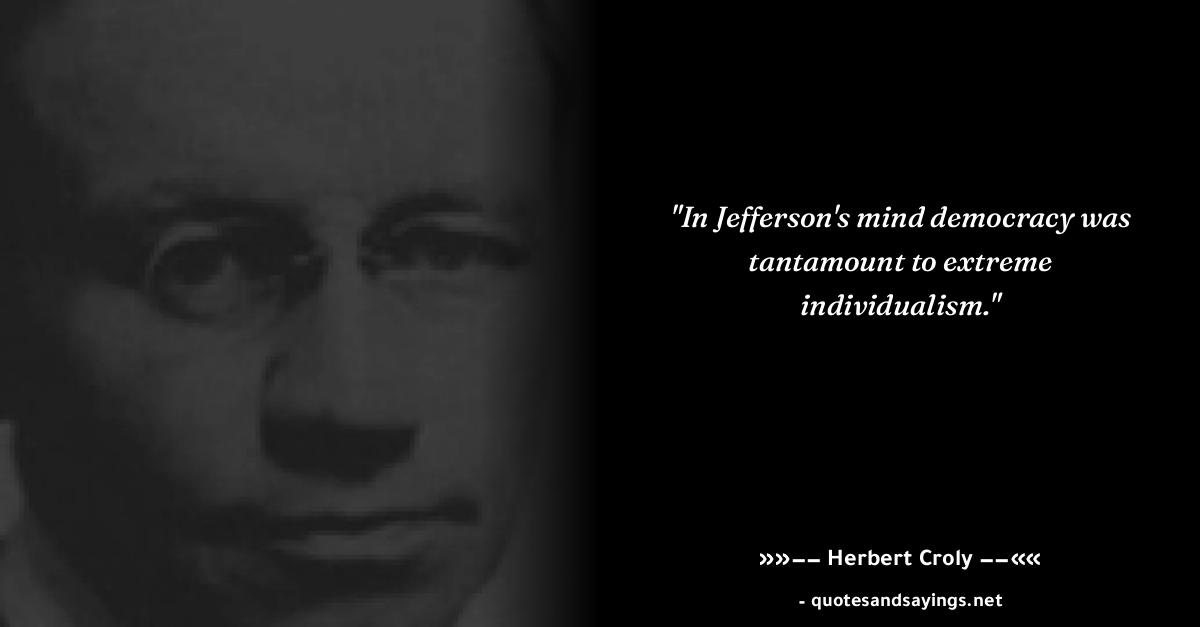 "In Jefferson's mind democracy was
tantamount to extreme
individualism."
»»–– Herbert Croly ––««
- quotesandsayings.net